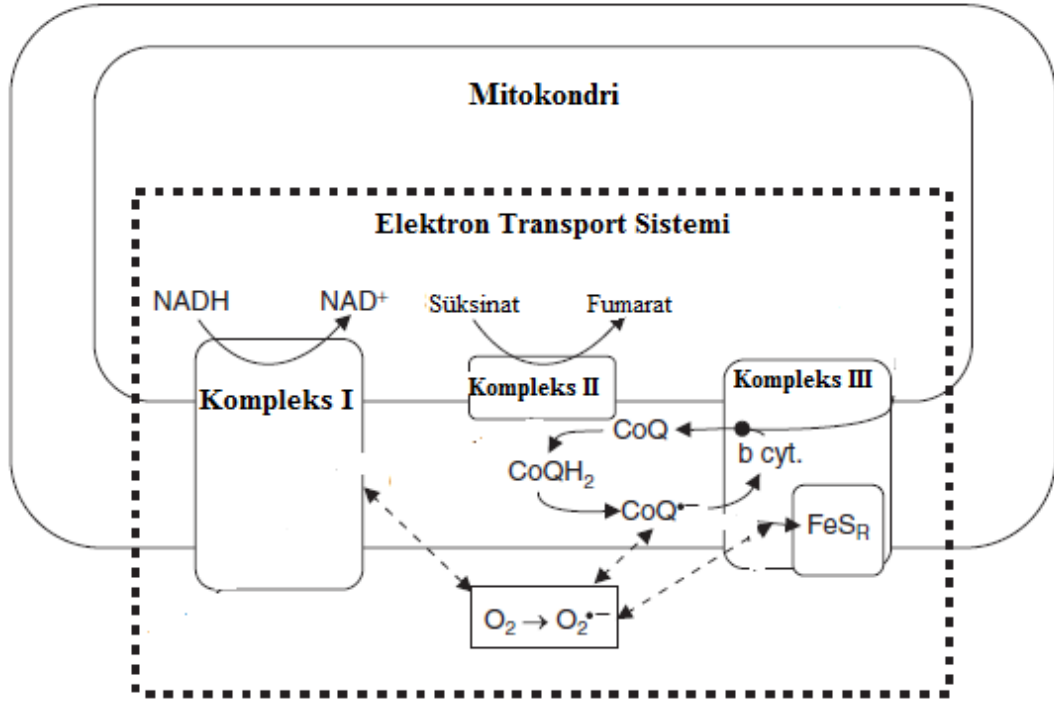 Mitokondri
Elektron Transport Sistemi
NADH
NAD⁺
Süksinat
Fumarat
Kompleks I
Kompleks II
Kompleks III
CoQ
b cyt.
CoQH₂
CoQ•⁻
FeS_R
O₂ → O₂•⁻